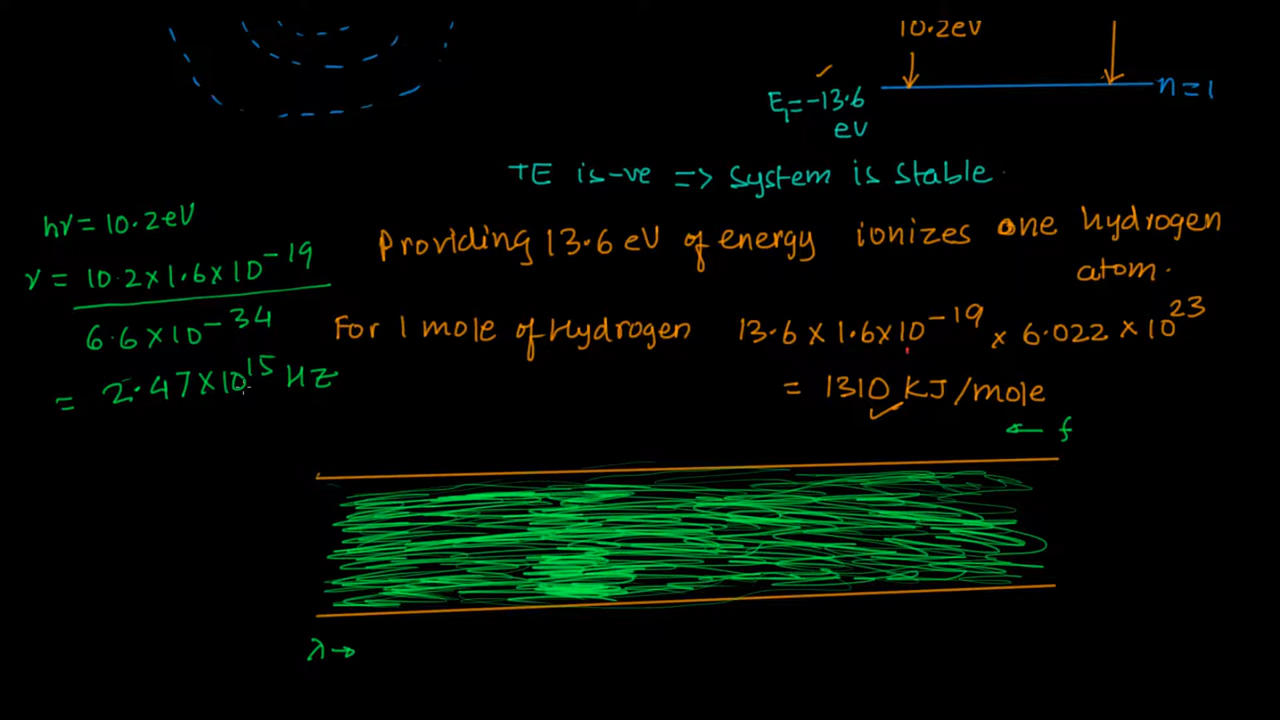 10.2eV
E₁=-13.6
eV
n=1
TE is -ve => system is stable.
hν = 10.2eV
Providing 13.6 eV of energy ionizes one hydrogen
atom.
ν = 10.2×1.6×10⁻¹⁹
6.6×10⁻³⁴
= 2.47×10¹⁵ HZ
For 1 mole of Hydrogen 13.6 × 1.6×10⁻¹⁹ × 6.022 × 10²³
= 1310 KJ/mole
← f
λ→